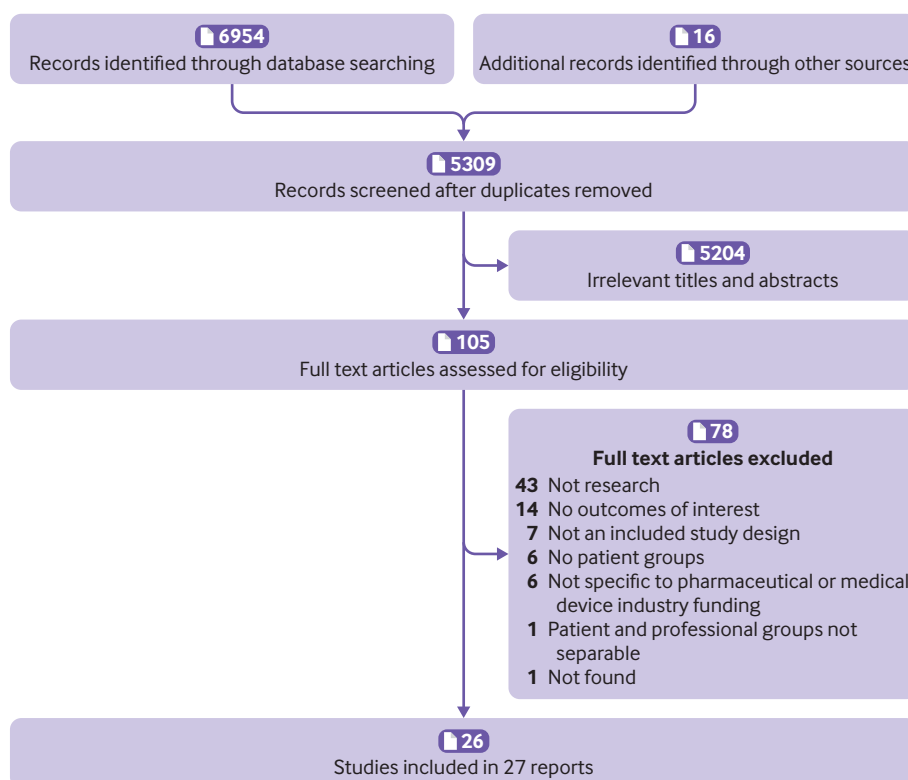 6954
Records identified through database searching
16
Additional records identified through other sources
5309
Records screened after duplicates removed
5204
Irrelevant titles and abstracts
105
Full text articles assessed for eligibility
78
Full text articles excluded
43 Not research
14 No outcomes of interest
7 Not an included study design
6 No patient groups
6 Not specific to pharmaceutical or medical
device industry funding
1 Patient and professional groups not
separable
1 Not found
26
Studies included in 27 reports